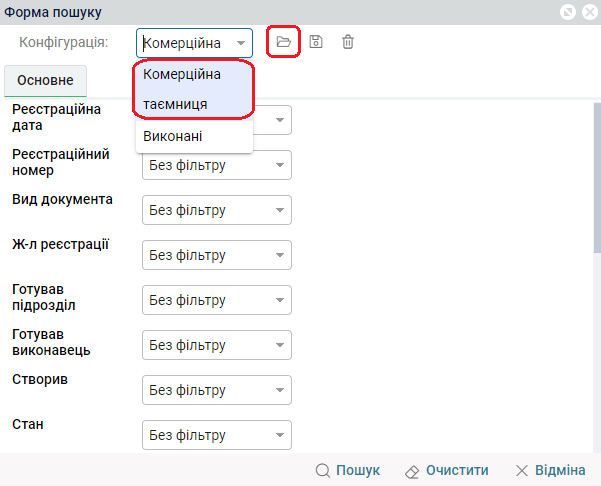 Форма пошуку
Конфігурація: Комерційна
Комерційна
таємниця
Виконані
Основне
Реєстраційна
дата
Реєстраційний
номер
Без фільтру
Вид документа
Без фільтру
Ж-л реєстрації
Без фільтру
Готував
підрозділ
Без фільтру
Готував
виконавець
Без фільтру
Створив
Без фільтру
Стан
Без фільтру
Пошук Очистити Відміна